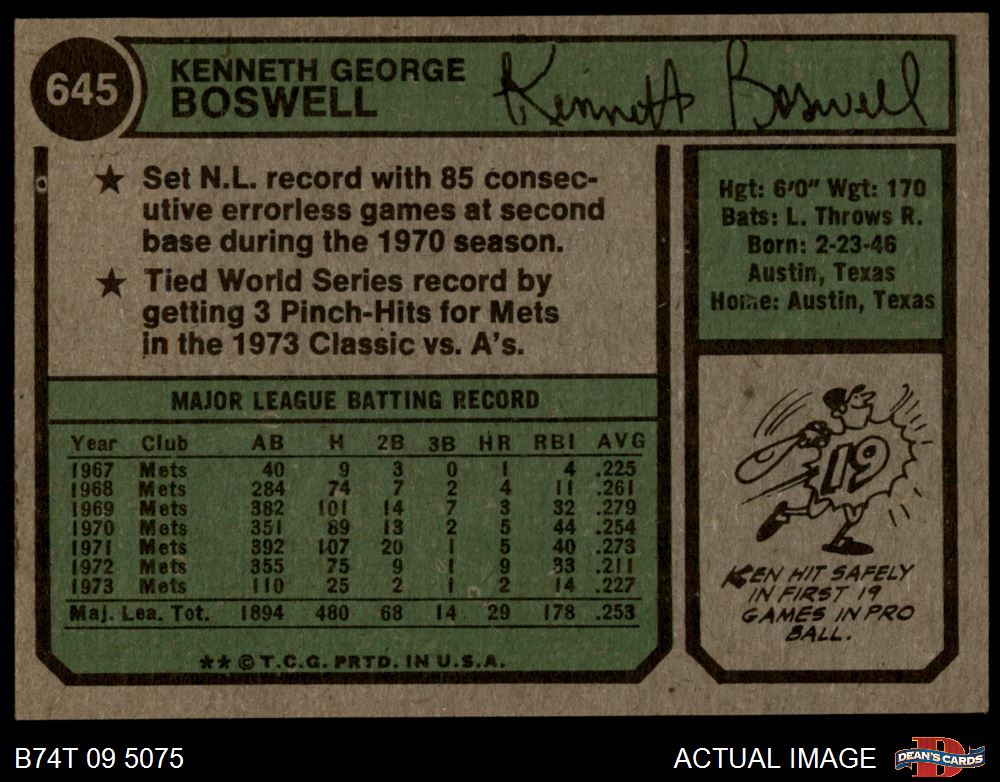 645
KENNETH GEORGE
BOSWELL
Kenneth Boswell
★ Set N.L. record with 85 consec-
utive errorless games at second
base during the 1970 season.
★ Tied World Series record by
getting 3 Pinch-Hits for Mets
in the 1973 Classic vs. A's.
Hgt: 6'0" Wgt: 170
Bats: L. Throws R.
Born: 2-23-46
Austin, Texas
Home: Austin, Texas
MAJOR LEAGUE BATTING RECORD
Year Club AB H 2B 3B HR RBI AVG
1967 Mets 40 9 3 0 1 4 .225
1968 Mets 284 74 7 2 4 11 .261
1969 Mets 382 101 14 7 3 32 .279
1970 Mets 351 89 13 2 5 44 .254
1971 Mets 392 107 20 1 5 40 .273
1972 Mets 355 75 9 1 9 33 .211
1973 Mets 110 25 2 1 2 14 .227
Maj. Lea. Tot. 1894 480 68 14 29 178 .253
** © T.C.G. PRTD. IN U.S.A.
19
KEN HIT SAFELY
IN FIRST 19
GAMES IN PRO
BALL.
B74T 09 5075
ACTUAL IMAGE
D
DEAN'S CARDS